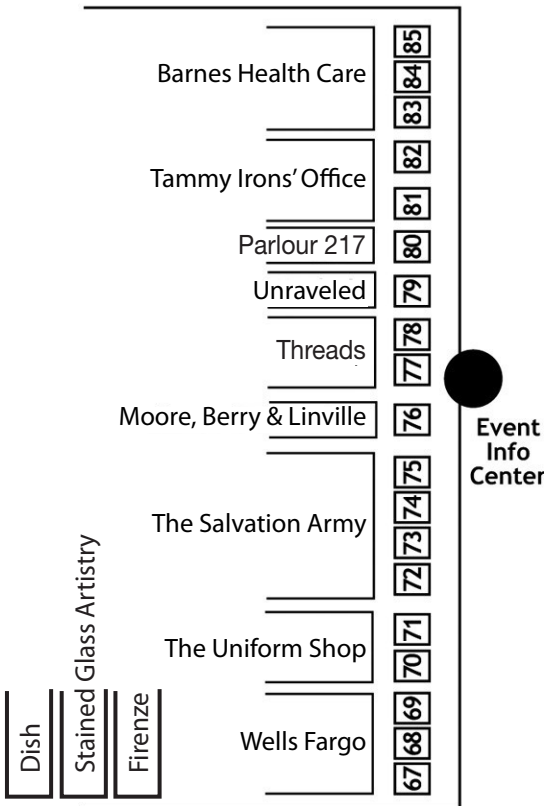 Barnes Health Care
85
84
83
Tammy Irons' Office
82
81
Parlour 217
80
Unraveled
79
Threads
78
77
Moore, Berry & Linville
76
Event
Info
Center
The Salvation Army
75
74
73
72
The Uniform Shop
71
70
Wells Fargo
69
68
67
Dish
Stained Glass Artistry
Firenze